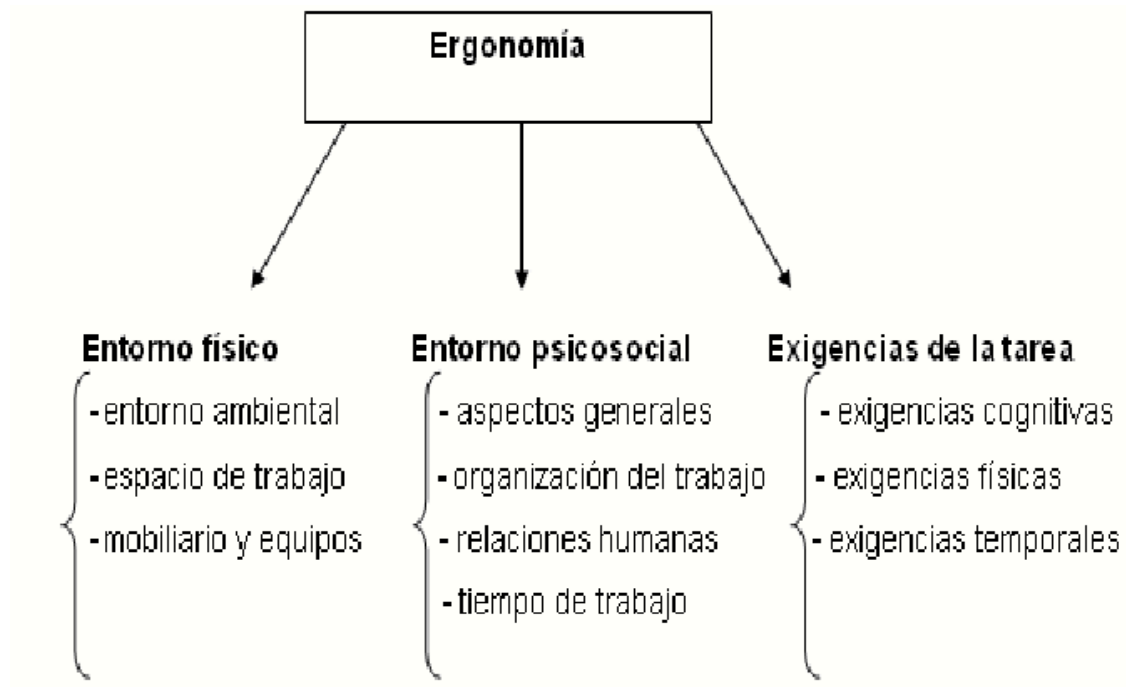 Ergonomía
Entorno físico
- entorno ambiental
- espacio de trabajo
- mobiliario y equipos
Entorno psicosocial
- aspectos generales
- organización del trabajo
- relaciones humanas
- tiempo de trabajo
Exigencias de la tarea
- exigencias cognitivas
- exigencias físicas
- exigencias temporales